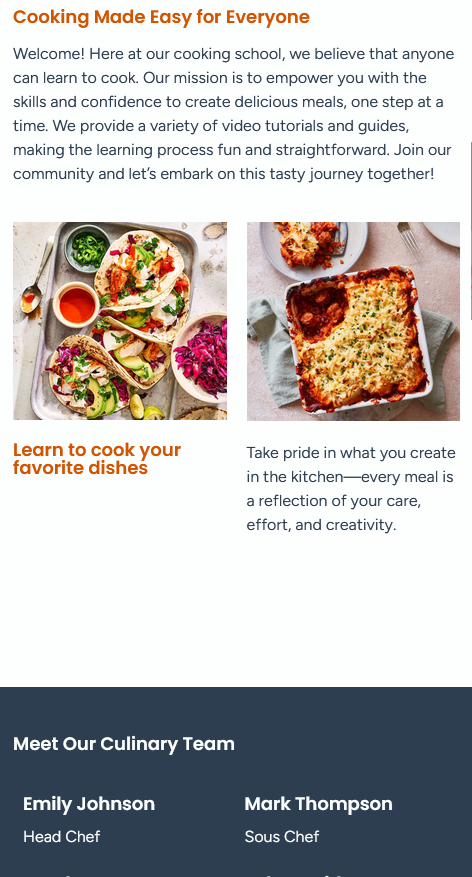 Cooking Made Easy for Everyone
Welcome! Here at our cooking school, we believe that anyone
can learn to cook. Our mission is to empower you with the
skills and confidence to create delicious meals, one step at a
time. We provide a variety of video tutorials and guides,
making the learning process fun and straightforward. Join our
community and let’s embark on this tasty journey together!
Learn to cook your
favorite dishes
Take pride in what you create
in the kitchen—every meal is
a reflection of your care,
effort, and creativity.
Meet Our Culinary Team
Emily Johnson
Head Chef
Mark Thompson
Sous Chef